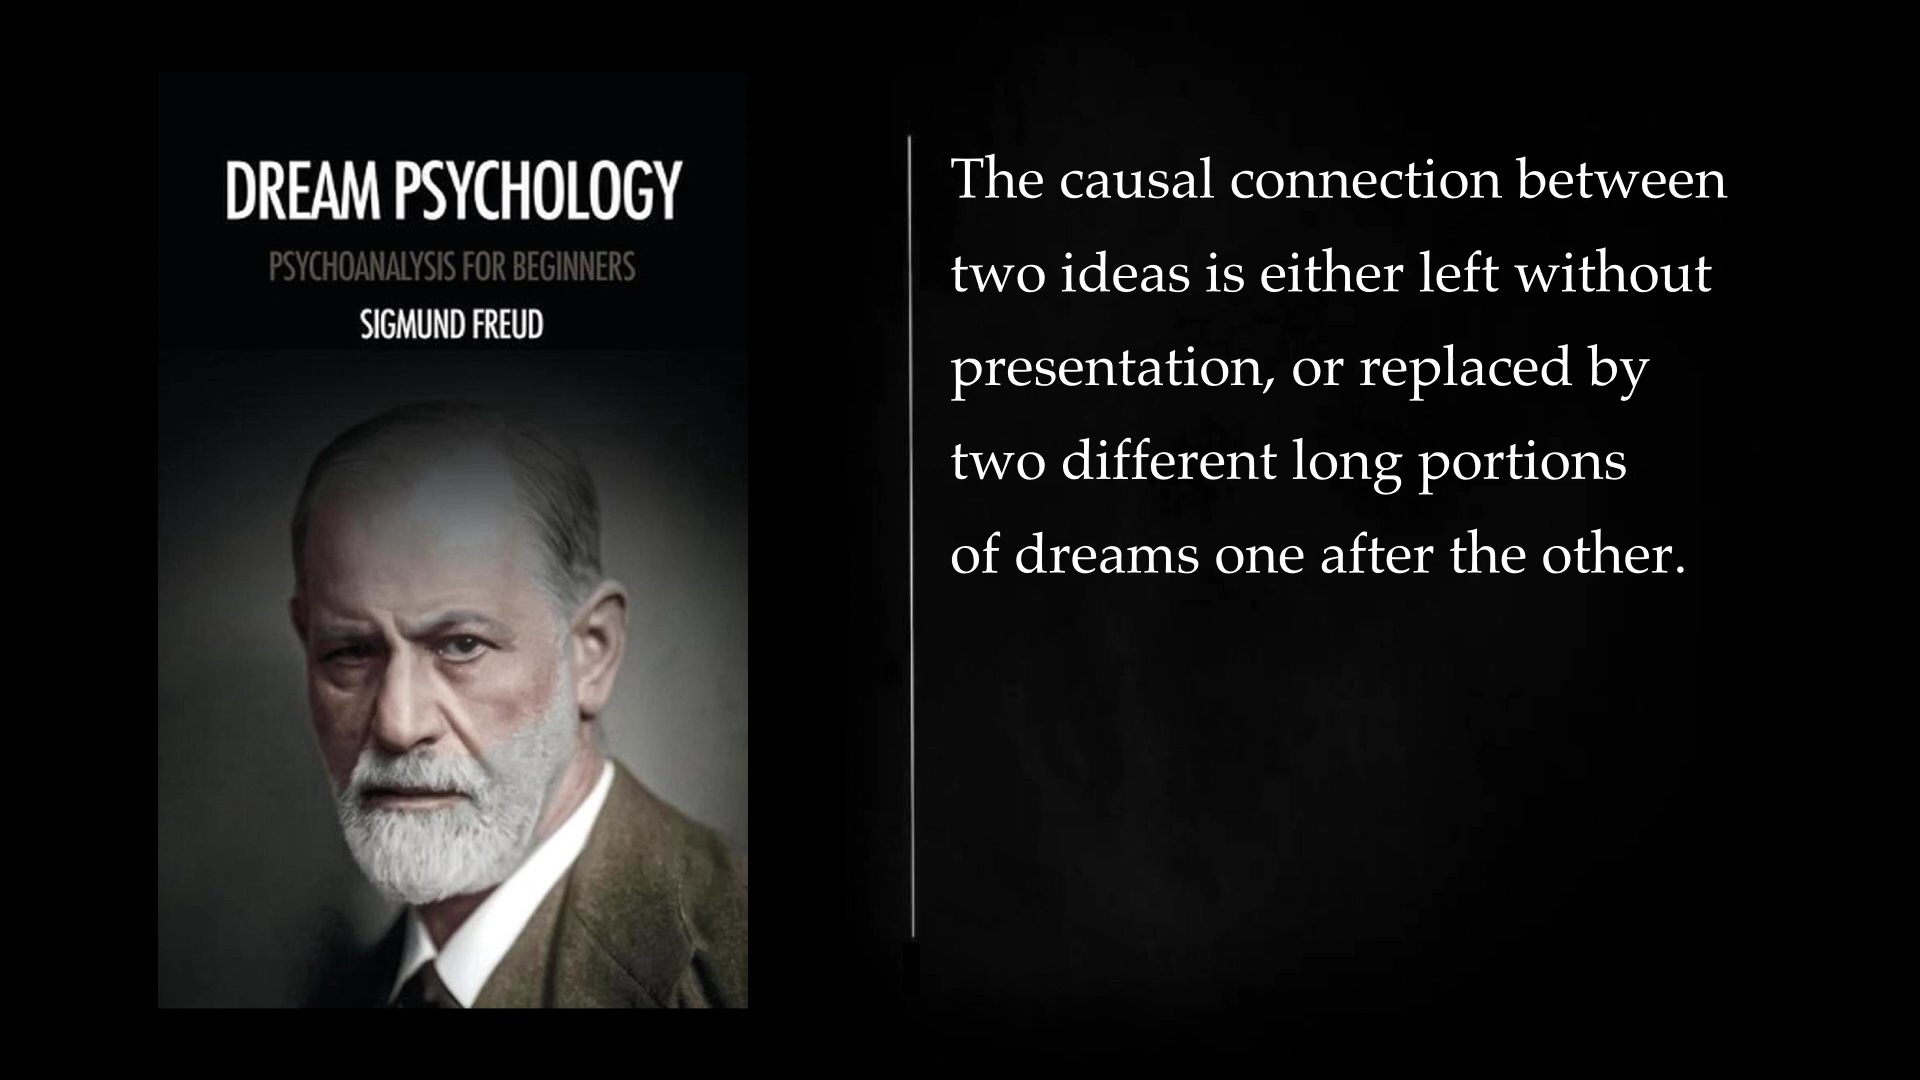 DREAM PSYCHOLOGY
PSYCHOANALYSIS FOR BEGINNERS
SIGMUND FREUD
The causal connection between
two ideas is either left without
presentation, or replaced by
two different long portions
of dreams one after the other.